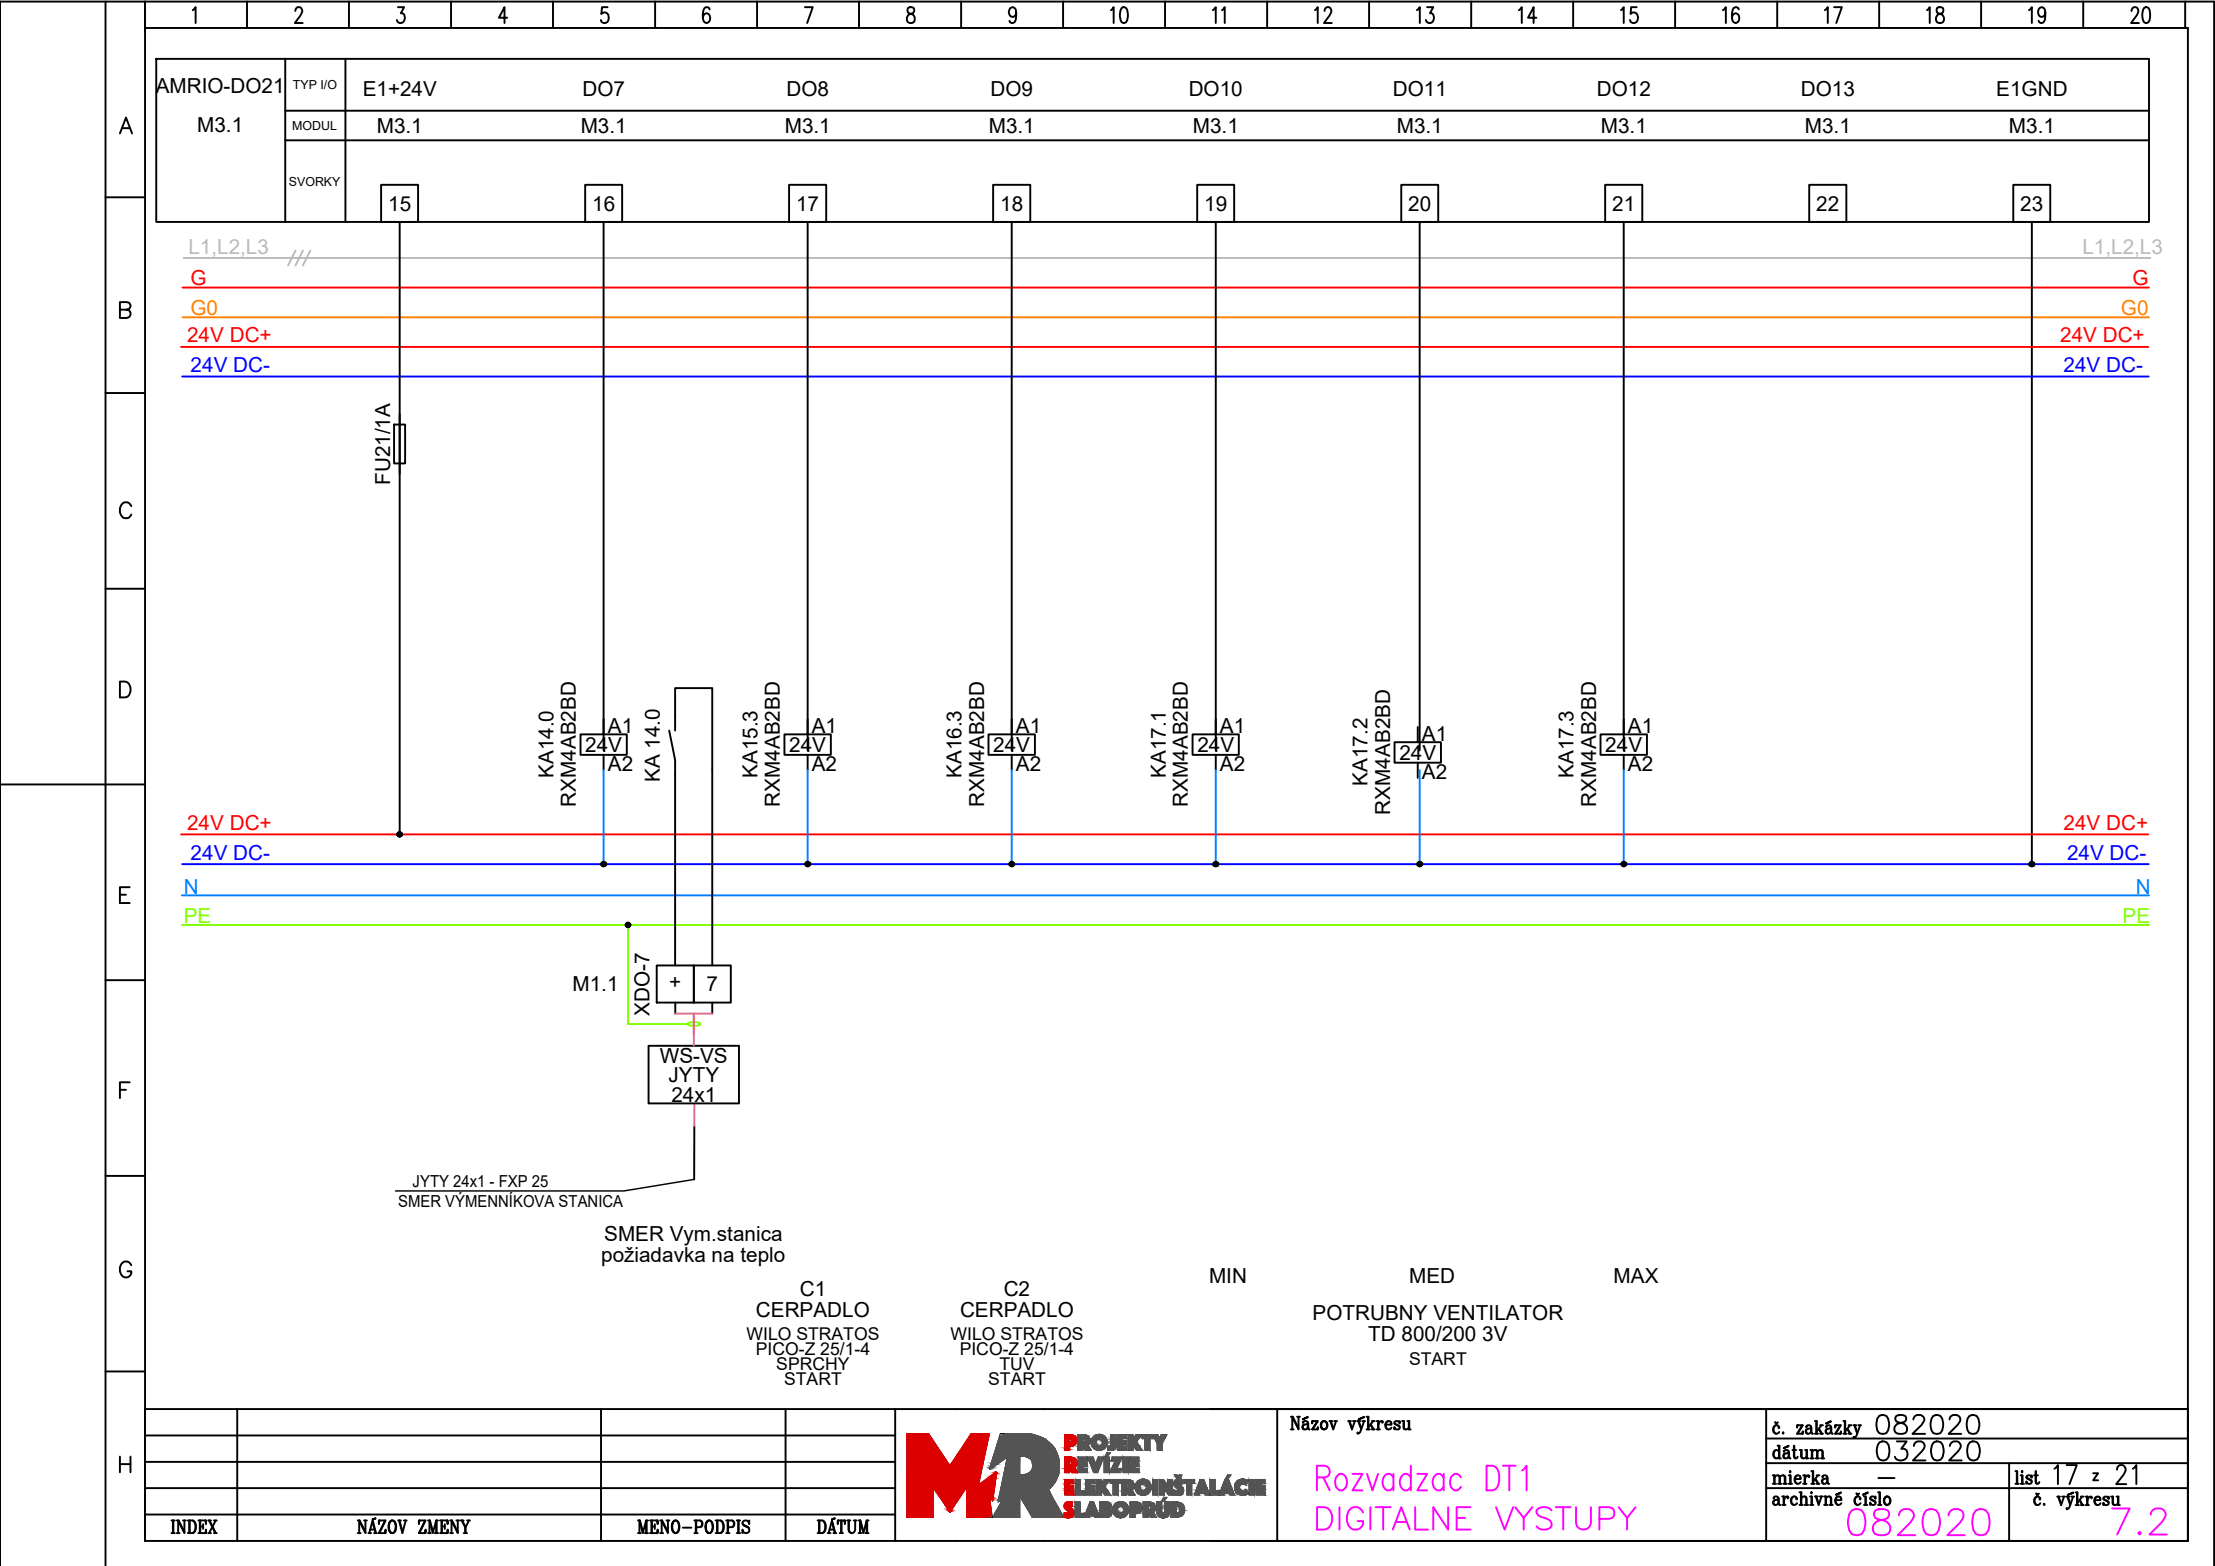 1 2 3 4 5 6 7 8 9 10 11 12 13 14 15 16 17 18 19 20
A
B
C
D
E
F
G
H
AMRIO-DO21 TYP I/O E1+24V DO7 DO8 DO9 DO10 DO11 DO12 DO13 E1GND
M3.1 MODUL M3.1 M3.1 M3.1 M3.1 M3.1 M3.1 M3.1 M3.1 M3.1
SVORKY 15 16 17 18 19 20 21 22 23
L1,L2,L3 L1,L2,L3
G G
G0 G0
24V DC+ 24V DC+
24V DC- 24V DC-
FU21/1A
KA14.0
RXM4AB2BD
A1
24V
A2
KA 14.0
KA15.3
RXM4AB2BD
A1
24V
A2
KA16.3
RXM4AB2BD
A1
24V
A2
KA17.1
RXM4AB2BD
A1
24V
A2
KA17.2
RXM4AB2BD
A1
24V
A2
KA17.3
RXM4AB2BD
A1
24V
A2
24V DC+ 24V DC+
24V DC- 24V DC-
N N
PE PE
M1.1 XDO-7 + 7
WS-VS
JYTY
24x1
JYTY 24x1 - FXP 25
SMER VÝMENNÍKOVA STANICA
SMER Vym.stanica
požiadavka na teplo
C1
CERPADLO
WILO STRATOS
PICO-Z 25/1-4
SPRCHY
START
C2
CERPADLO
WILO STRATOS
PICO-Z 25/1-4
TUV
START
MIN MED MAX
POTRUBNY VENTILATOR
TD 800/200 3V
START
INDEX NÁZOV ZMENY MENO-PODPIS DÁTUM
MR
PROJEKTY
REVÍZIE
ELEKTROINŠTALÁCIE
SLABOPRÚD
Názov výkresu
Rozvadzac DT1
DIGITALNE VYSTUPY
č. zakázky 082020
dátum 032020
mierka — list 17 z 21
archivné číslo 082020
č. výkresu 7.2